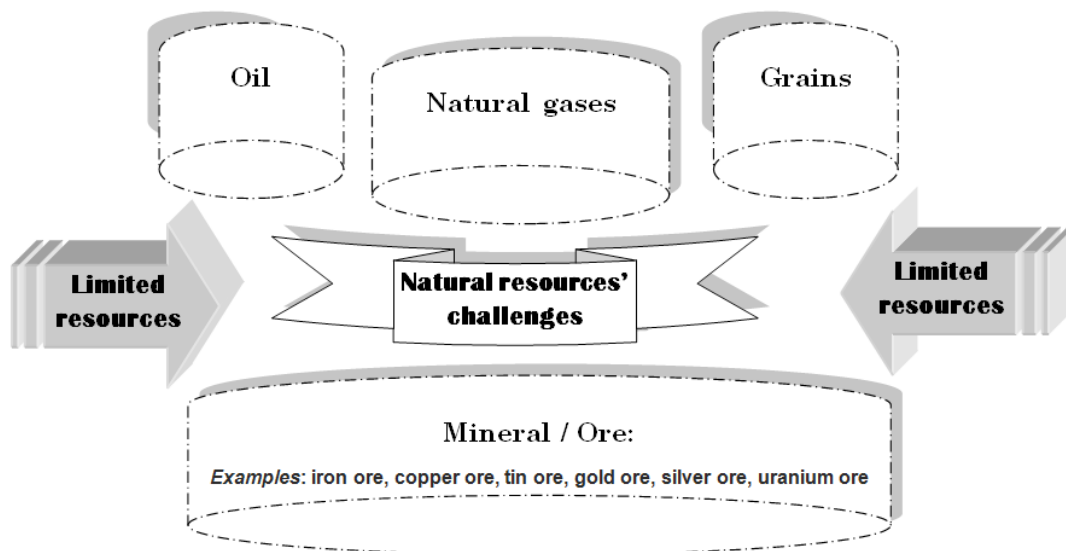 Oil
Natural gases
Grains
Limited
resources
Natural resources’
challenges
Limited
resources
Mineral / Ore:
Examples: iron ore, copper ore, tin ore, gold ore, silver ore, uranium ore